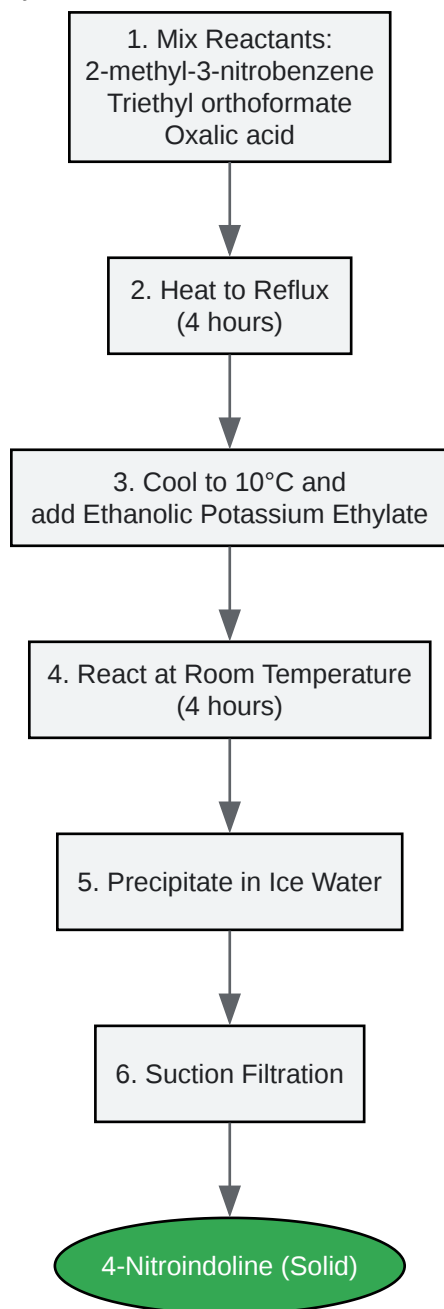 1. Mix Reactants:
2-methyl-3-nitrobenzene
Triethyl orthoformate
Oxalic acid
2. Heat to Reflux
(4 hours)
3. Cool to 10°C and
add Ethanolic Potassium Ethylate
4. React at Room Temperature
(4 hours)
5. Precipitate in Ice Water
6. Suction Filtration
4-Nitroindoline (Solid)